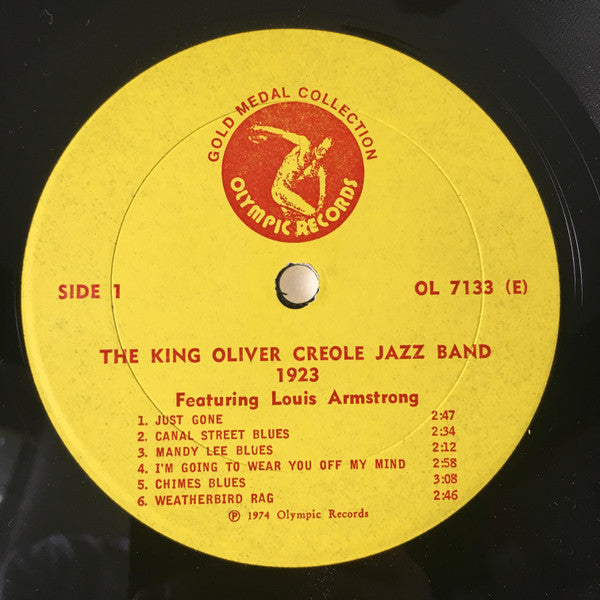 GOLD MEDAL COLLECTION
OLYMPIC RECORDS
SIDE 1
OL 7133 (E)
THE KING OLIVER CREOLE JAZZ BAND
1923
Featuring Louis Armstrong
1. JUST GONE 2:47
2. CANAL STREET BLUES 2:34
3. MANDY LEE BLUES 2:12
4. I'M GOING TO WEAR YOU OFF MY MIND 2:58
5. CHIMES BLUES 3:08
6. WEATHERBIRD RAG 2:46
℗ 1974 Olympic Records